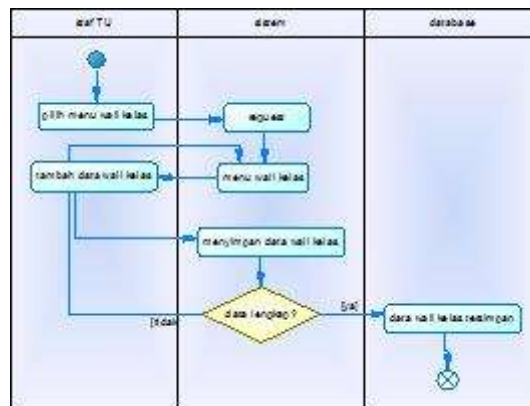 staf TU
sistem
database
pilih menu wali kelas
request
tambah data wali kelas
menu wali kelas
menyimpan data wali kelas
data lengkap?
[tidak
[ya]
data wali kelas tersimpan